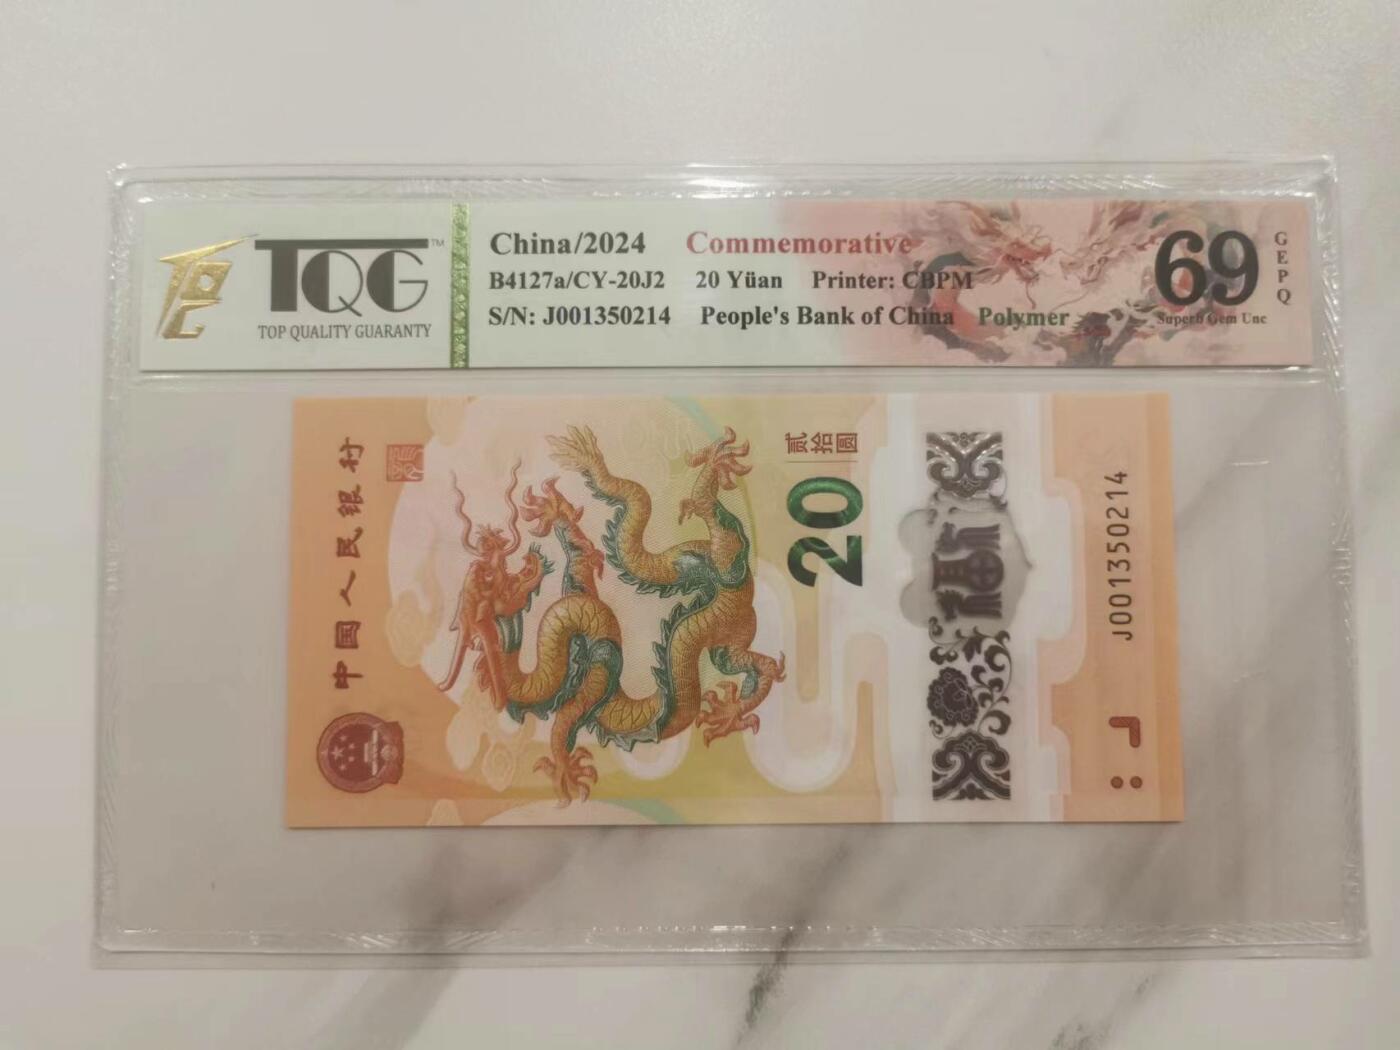 TQG™
TOP QUALITY GUARANTY
China/2024 Commemorative
B4127a/CY-20J2 20 Yüan Printer: CBPM
S/N: J001350214 People's Bank of China Polymer
69
Superb Gem Unc
GEPQ
中国人民银行
贰拾圆
20
J001350214